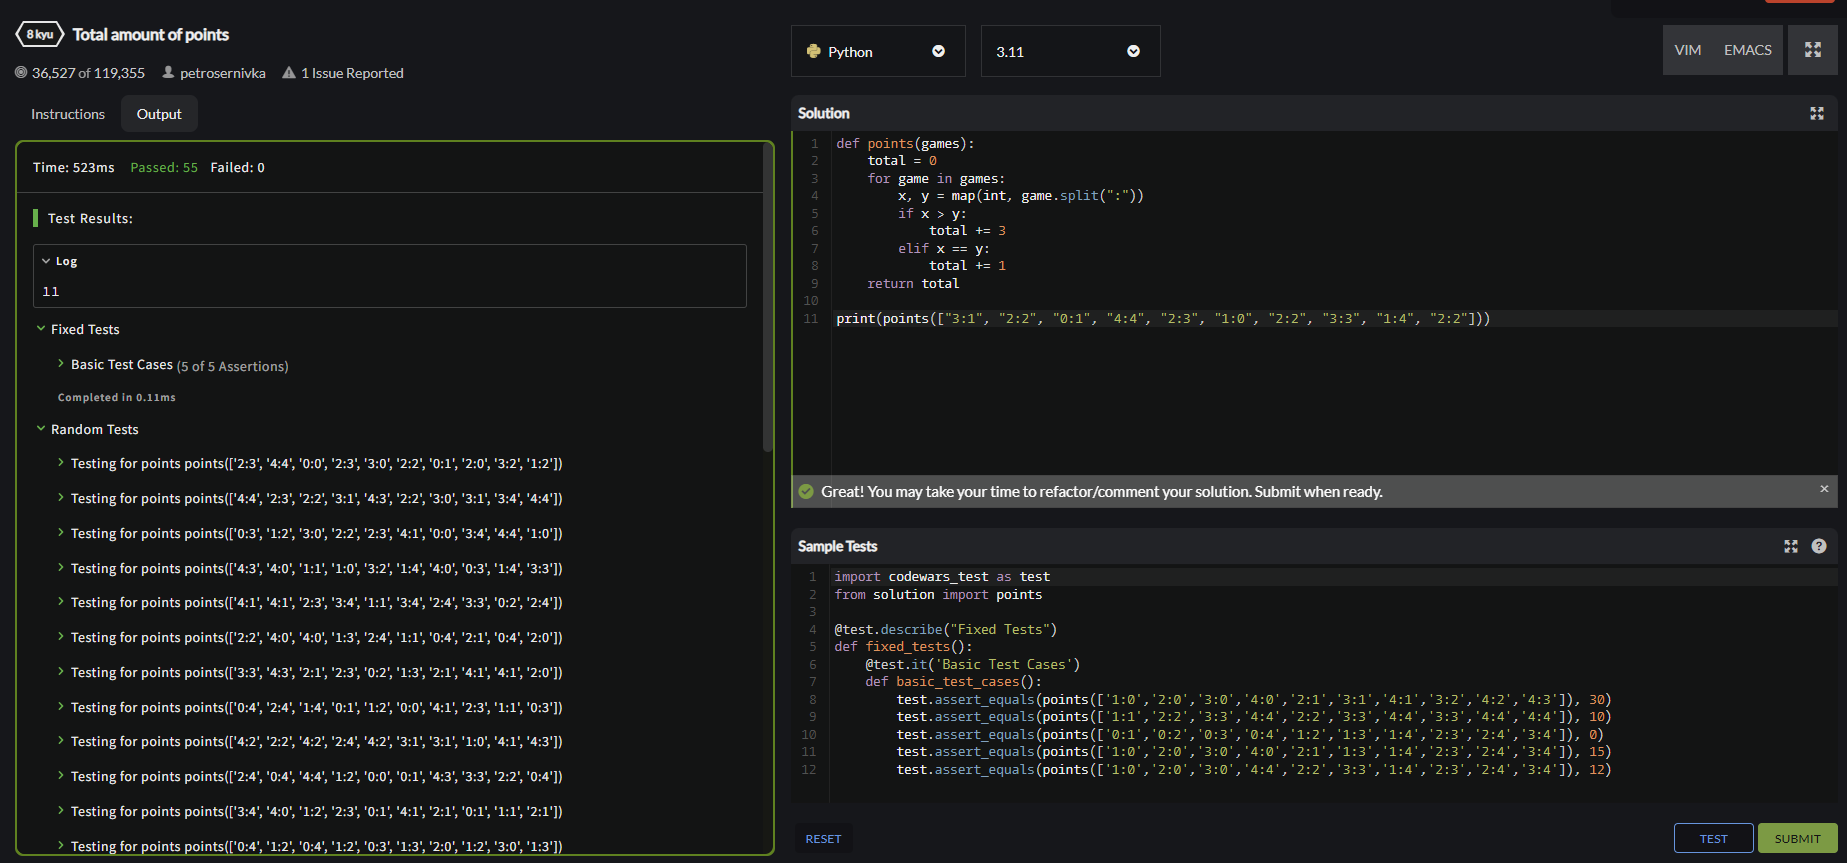 8 kyu Total amount of points
36,527 of 119,355 petrosernivka 1 Issue Reported
Instructions Output
Time: 523ms Passed: 55 Failed: 0
Test Results:
Log
11
Fixed Tests
Basic Test Cases (5 of 5 Assertions)
Completed in 0.11ms
Random Tests
Testing for points points(['2:3', '4:4', '0:0', '2:3', '3:0', '2:2', '0:1', '2:0', '3:2', '1:2'])
Testing for points points(['4:4', '2:3', '2:2', '3:1', '4:3', '2:2', '3:0', '3:1', '3:4', '4:4'])
Testing for points points(['0:3', '1:2', '3:0', '2:2', '2:3', '4:1', '0:0', '3:4', '4:4', '1:0'])
Testing for points points(['4:3', '4:0', '1:1', '1:0', '3:2', '1:4', '4:0', '0:3', '1:4', '3:3'])
Testing for points points(['4:1', '4:1', '2:3', '3:4', '1:1', '3:4', '2:4', '3:3', '0:2', '2:4'])
Testing for points points(['2:2', '4:0', '4:0', '1:3', '2:4', '1:1', '0:4', '2:1', '0:4', '2:0'])
Testing for points points(['3:3', '4:3', '2:1', '2:3', '0:2', '1:3', '2:1', '4:1', '4:1', '2:0'])
Testing for points points(['0:4', '2:4', '1:4', '0:1', '1:2', '0:0', '4:1', '2:3', '1:1', '0:3'])
Testing for points points(['4:2', '2:2', '4:2', '2:4', '4:2', '3:1', '3:1', '1:0', '4:1', '4:3'])
Testing for points points(['2:4', '0:4', '4:4', '1:2', '0:0', '0:1', '4:3', '3:3', '2:2', '0:4'])
Testing for points points(['3:4', '4:0', '1:2', '2:3', '0:1', '4:1', '2:1', '0:1', '1:1', '2:1'])
Testing for points points(['0:4', '1:2', '0:4', '1:2', '0:3', '1:3', '2:0', '1:2', '3:0', '1:3'])
Python 3.11 VIM EMACS
Solution
1 def points(games):
2     total = 0
3     for game in games:
4         x, y = map(int, game.split(":"))
5         if x > y:
6             total += 3
7         elif x == y:
8             total += 1
9     return total
10
11 print(points(["3:1", "2:2", "0:1", "4:4", "2:3", "1:0", "2:2", "3:3", "1:4", "2:2"]))
Great! You may take your time to refactor/comment your solution. Submit when ready.
Sample Tests
1 import codewars_test as test
2 from solution import points
3
4 @test.describe("Fixed Tests")
5 def fixed_tests():
6     @test.it('Basic Test Cases')
7     def basic_test_cases():
8         test.assert_equals(points(['1:0','2:0','3:0','4:0','2:1','3:1','4:1','3:2','4:2','4:3']), 30)
9         test.assert_equals(points(['1:1','2:2','3:3','4:4','2:2','3:3','4:4','3:3','4:4','4:4']), 10)
10         test.assert_equals(points(['0:1','0:2','0:3','0:4','1:2','1:3','1:4','2:3','2:4','3:4']), 0)
11         test.assert_equals(points(['1:0','2:0','3:0','4:0','2:1','1:3','1:4','2:3','2:4','3:4']), 15)
12         test.assert_equals(points(['1:0','2:0','3:0','4:4','2:2','3:3','1:4','2:3','2:4','3:4']), 12)
RESET TEST SUBMIT